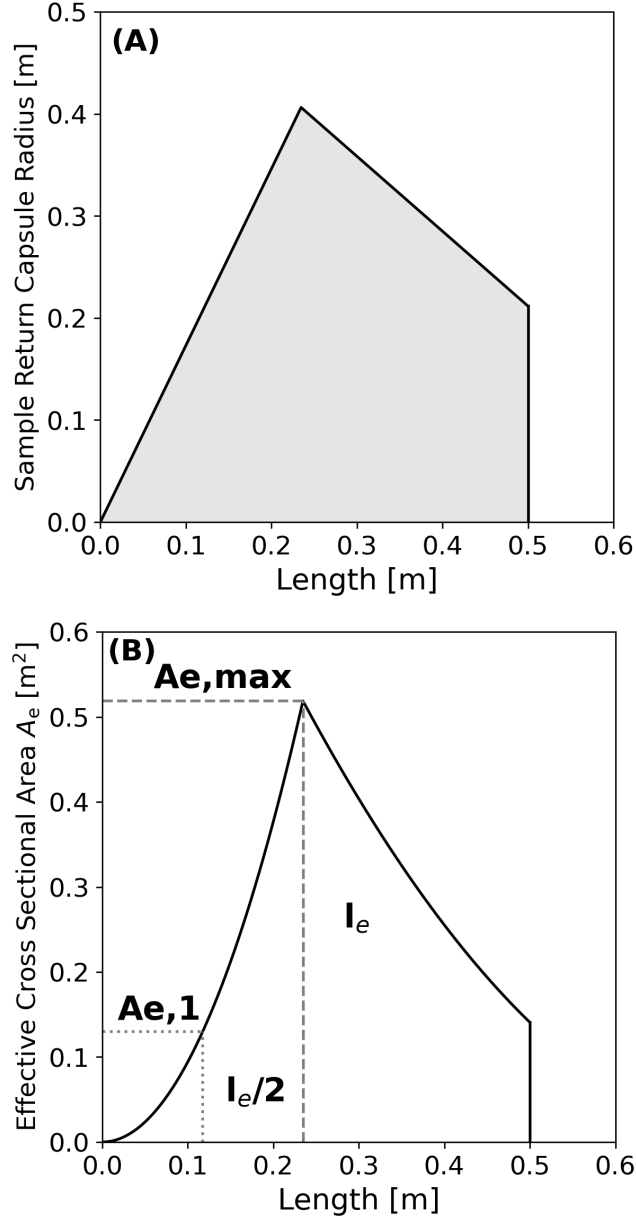 (A)
Sample Return Capsule Radius [m]
0.5
0.4
0.3
0.2
0.1
0.0
0.0 0.1 0.2 0.3 0.4 0.5 0.6
Length [m]
(B)
Effective Cross Sectional Area Aₑ [m²]
0.6
0.5
0.4
0.3
0.2
0.1
0.0
Ae,max
lₑ
Ae,1
lₑ/2
0.0 0.1 0.2 0.3 0.4 0.5 0.6
Length [m]